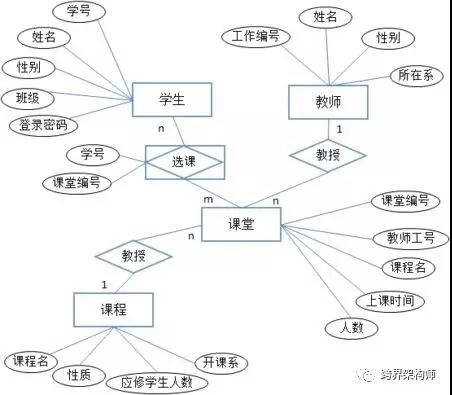 学号
姓名
性别
班级
登录密码
学生
n
学号
课堂编号
选课
m
姓名
工作编号
性别
所在系
教师
1
教授
n
课堂
课堂编号
教师工号
课程名
上课时间
人数
n
教授
1
课程
课程名
性质
应修学生人数
开课系
跨界架构师